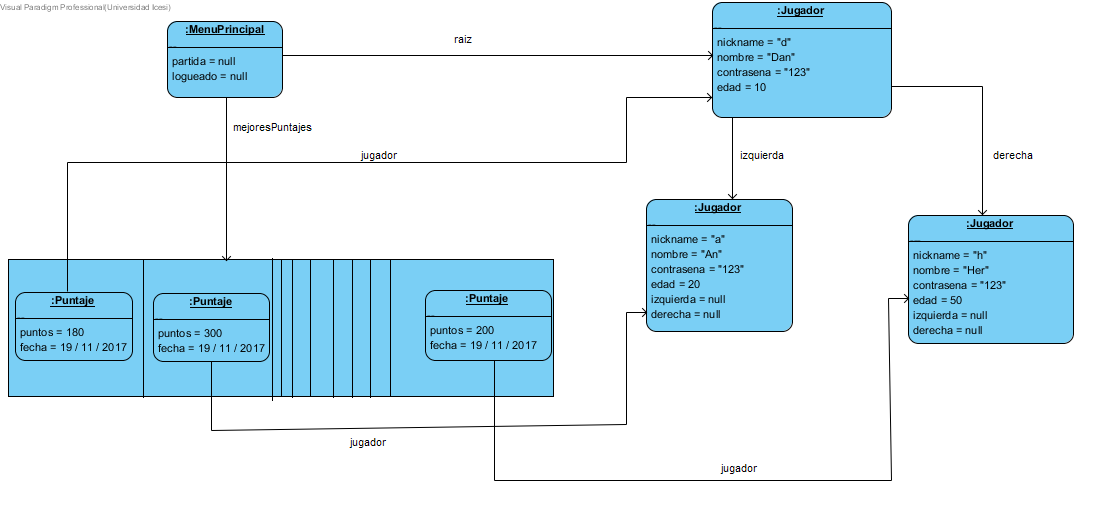 Visual Paradigm Professional(Universidad Icesi)
:MenuPrincipal
partida = null
logueado = null
raiz
:Jugador
nickname = "d"
nombre = "Dan"
contrasena = "123"
edad = 10
mejoresPuntajes
jugador
izquierda
derecha
:Jugador
nickname = "a"
nombre = "An"
contrasena = "123"
edad = 20
izquierda = null
derecha = null
:Jugador
nickname = "h"
nombre = "Her"
contrasena = "123"
edad = 50
izquierda = null
derecha = null
:Puntaje
puntos = 180
fecha = 19 / 11 / 2017
:Puntaje
puntos = 300
fecha = 19 / 11 / 2017
:Puntaje
puntos = 200
fecha = 19 / 11 / 2017
jugador
jugador